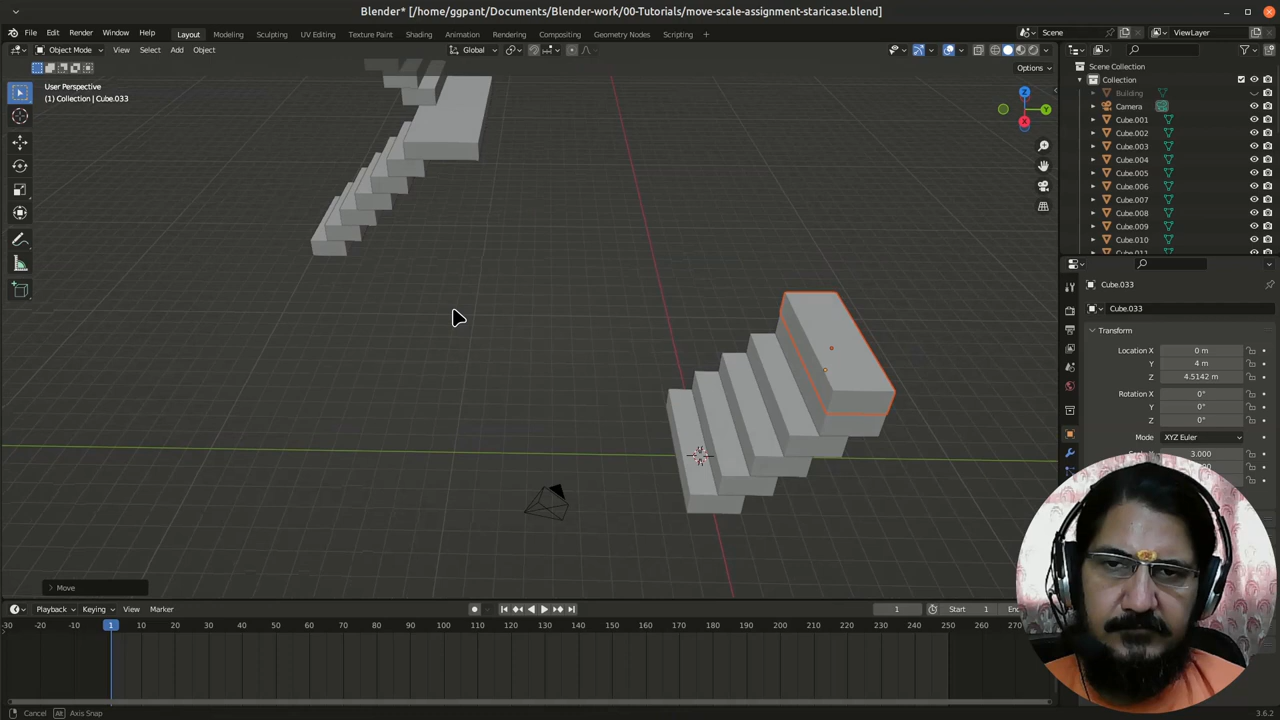 Blender* [/home/ggpant/Documents/Blender-work/00-Tutorials/move-scale-assignment-staricase.blend]
File Edit Render Window Help Layout Modeling Sculpting UV Editing Texture Paint Shading Animation Rendering Compositing Geometry Nodes Scripting + Scene ViewLayer
Object Mode View Select Add Object Global
Options
User Perspective
(1) Collection | Cube.033
Z
Y
X
Scene Collection
Collection
Building
Camera
Cube.001
Cube.002
Cube.003
Cube.004
Cube.005
Cube.006
Cube.007
Cube.008
Cube.009
Cube.010
Cube.011
Cube.033
Cube.033
Transform
Location X 0 m
Y 4 m
Z 4.5142 m
Rotation X 0°
Y 0°
Z 0°
Mode XYZ Euler
3.000
Move
Playback Keying View Marker 1 Start 1 End
-30 -20 -10 1 10 20 30 40 50 60 70 80 90 100 110 120 130 140 150 160 170 180 190 200 210 220 230 240 250 260
Cancel Alt Axis Snap
3.6.2